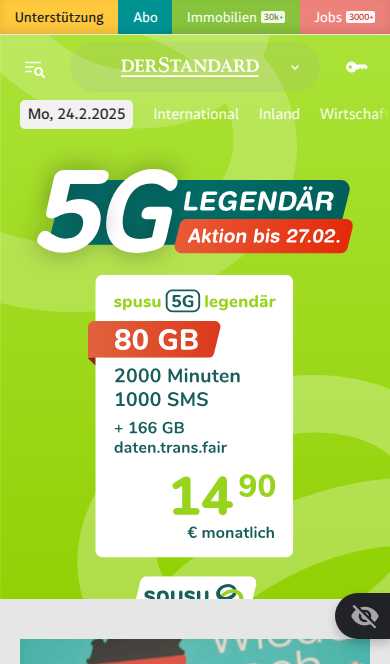 Unterstützung Abo Immobilien 30k+ Jobs 3000+
DERSTANDARD
Mo, 24.2.2025 International Inland Wirtschaf
5G LEGENDÄR
Aktion bis 27.02.
spusu 5G legendär
80 GB
2000 Minuten
1000 SMS
+ 166 GB
daten.trans.fair
14 90
€ monatlich
spusu